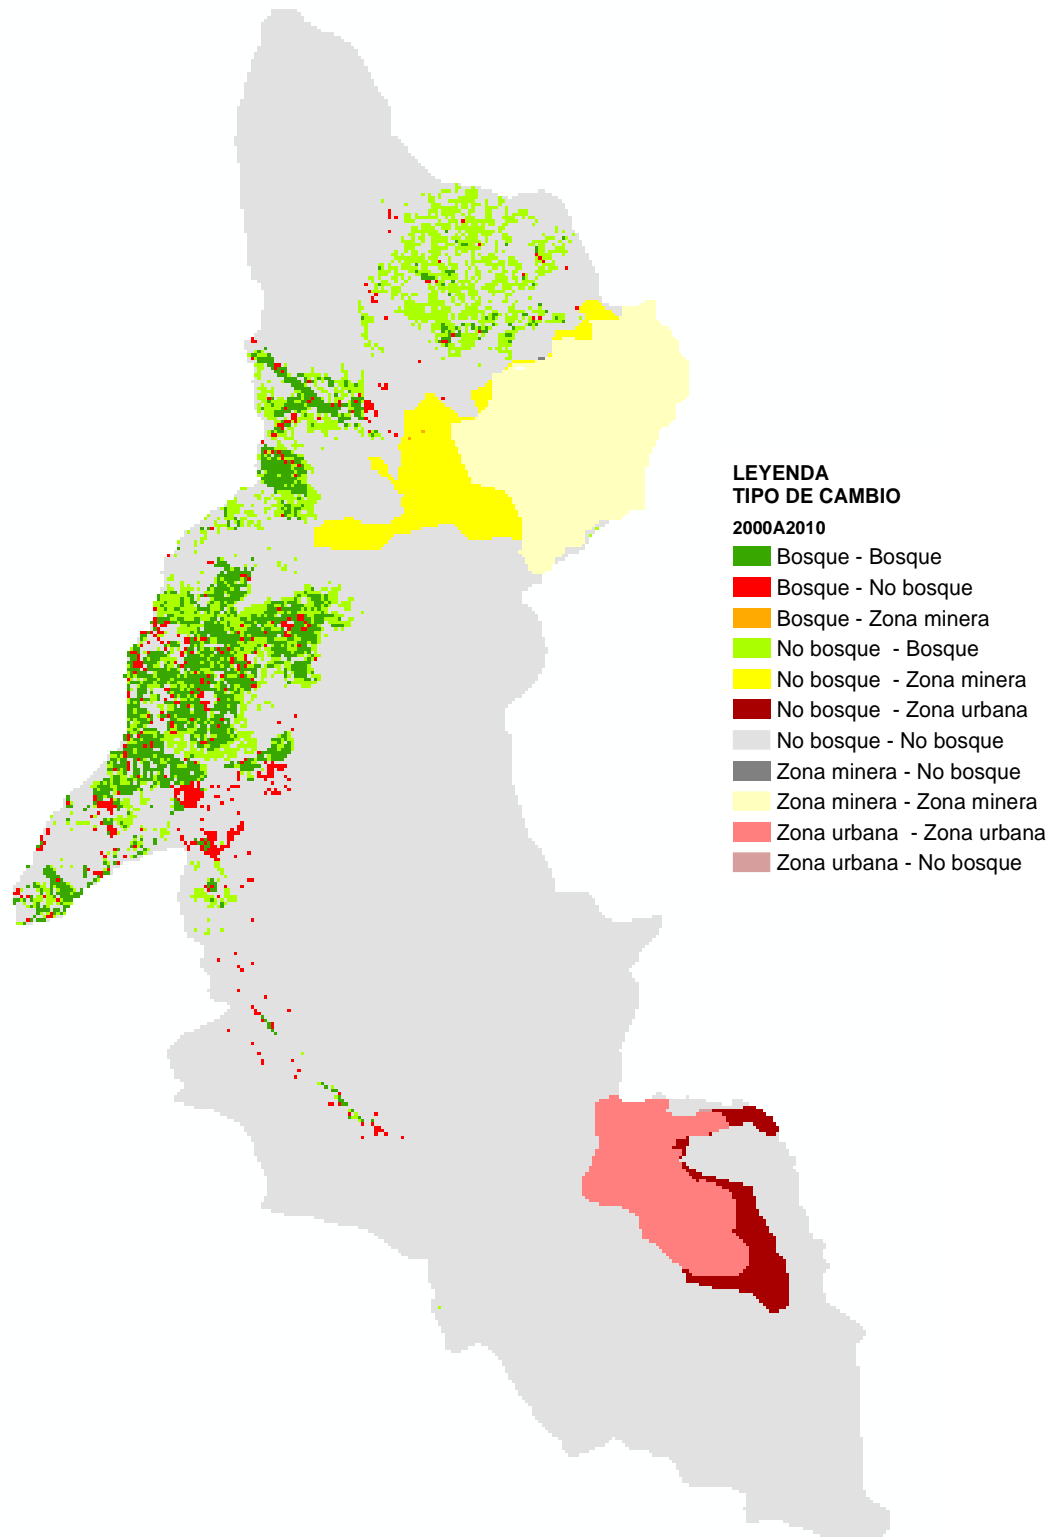 LEYENDA
TIPO DE CAMBIO
2000A2010
Bosque - Bosque
Bosque - No bosque
Bosque - Zona minera
No bosque - Bosque
No bosque - Zona minera
No bosque - Zona urbana
No bosque - No bosque
Zona minera - No bosque
Zona minera - Zona minera
Zona urbana - Zona urbana
Zona urbana - No bosque